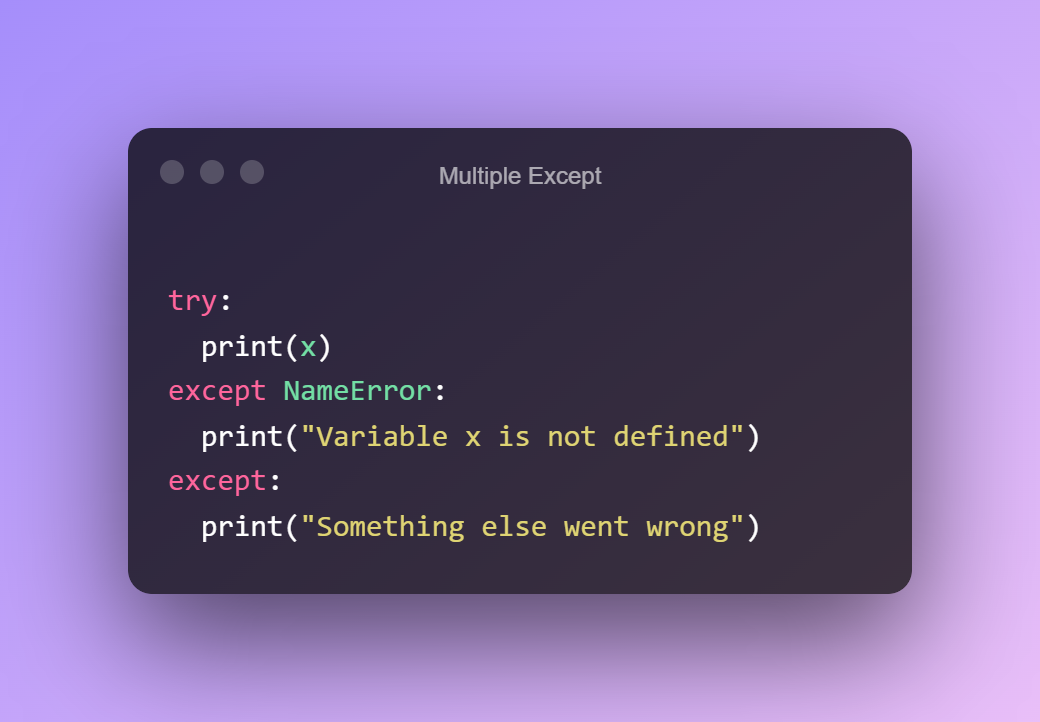 Multiple Except
try:
  print(x)
except NameError:
  print("Variable x is not defined")
except:
  print("Something else went wrong")